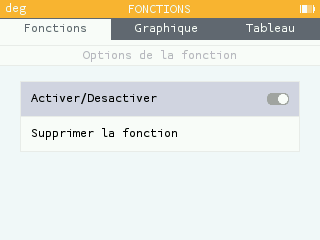 deg FONCTIONS
Fonctions Graphique Tableau
Options de la fonction
Activer/Desactiver
Supprimer la fonction